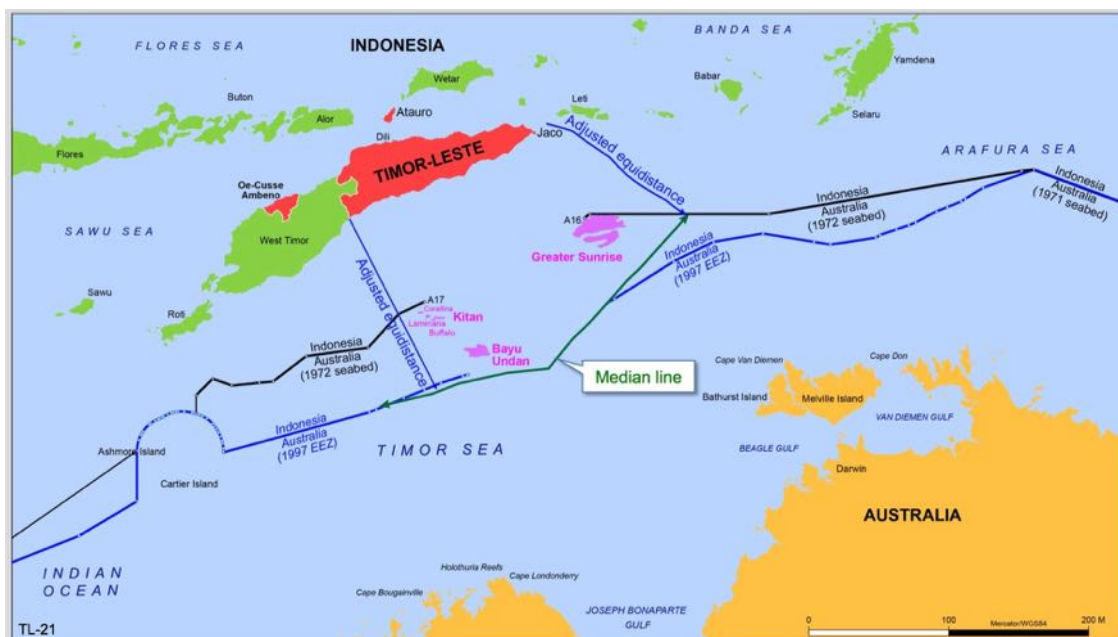 FLORES SEA
INDONESIA
BANDA SEA
Yamdena
Wetar
Babar
Buton
Atauro
Leti
Selaru
Alor
Dili
Jaco
Flores
TIMOR-LESTE
Adjusted equidistance
ARAFURA SEA
Oe-Cusse
Ambeno
Indonesia
Australia
(1972 seabed)
Indonesia
Australia
(1971 seabed)
A16
SAWU SEA
West Timor
Greater Sunrise
Indonesia
Australia
(1997 EEZ)
Adjusted equidistance
A17
Sawu
Roti
Corallina
Laminaria
Buffalo
Kitan
Bayu
Undan
Indonesia
Australia
(1972 seabed)
Median line
Cape Van Diemen
Cape Don
Bathurst Island
Melville Island
VAN DIEMEN GULF
Indonesia
Australia
(1997 EEZ)
TIMOR SEA
BEAGLE GULF
Ashmore Island
Cartier Island
Darwin
AUSTRALIA
INDIAN
OCEAN
Holothuria Reefs
Cape Londonderry
Cape Bougainville
JOSEPH BONAPARTE
GULF
Mercator/WGS84
0
100
200 M
TL-21